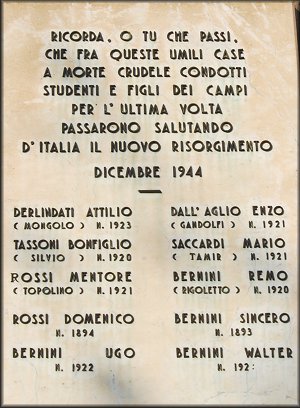 RICORDA, O TU CHE PASSI,
CHE FRA QUESTE UMILI CASE
A MORTE CRUDELE CONDOTTI
STUDENTI E FIGLI DEI CAMPI
PER L'ULTIMA VOLTA
PASSARONO SALUTANDO
D'ITALIA IL NUOVO RISORGIMENTO
DICEMBRE 1944
DERLINDATI ATTILIO
( MONGOLO ) N. 1923
DALL'AGLIO ENZO
( GANDOLFI ) N. 1921
TASSONI BONFIGLIO
( SILVIO ) N. 1920
SACCARDI MARIO
( TAMIR ) N. 1921
ROSSI MENTORE
( TOPOLINO ) N. 1921
BERNINI REMO
( RIGOLETTO ) N. 1920
ROSSI DOMENICO
N. 1894
BERNINI SINCERO
N. 1893
BERNINI UGO
N. 1922
BERNINI WALTER
N.